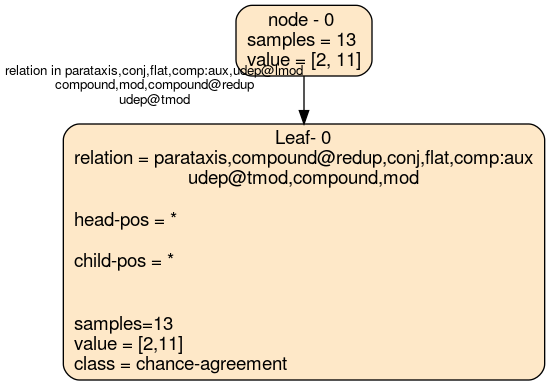 node - 0
samples = 13
value = [2, 11]
relation in parataxis,conj,flat,comp:aux,udep@lmod
compound,mod,compound@redup
udep@tmod
Leaf- 0
relation = parataxis,compound@redup,conj,flat,comp:aux
udep@tmod,compound,mod
head-pos = *
child-pos = *
samples=13
value = [2,11]
class = chance-agreement